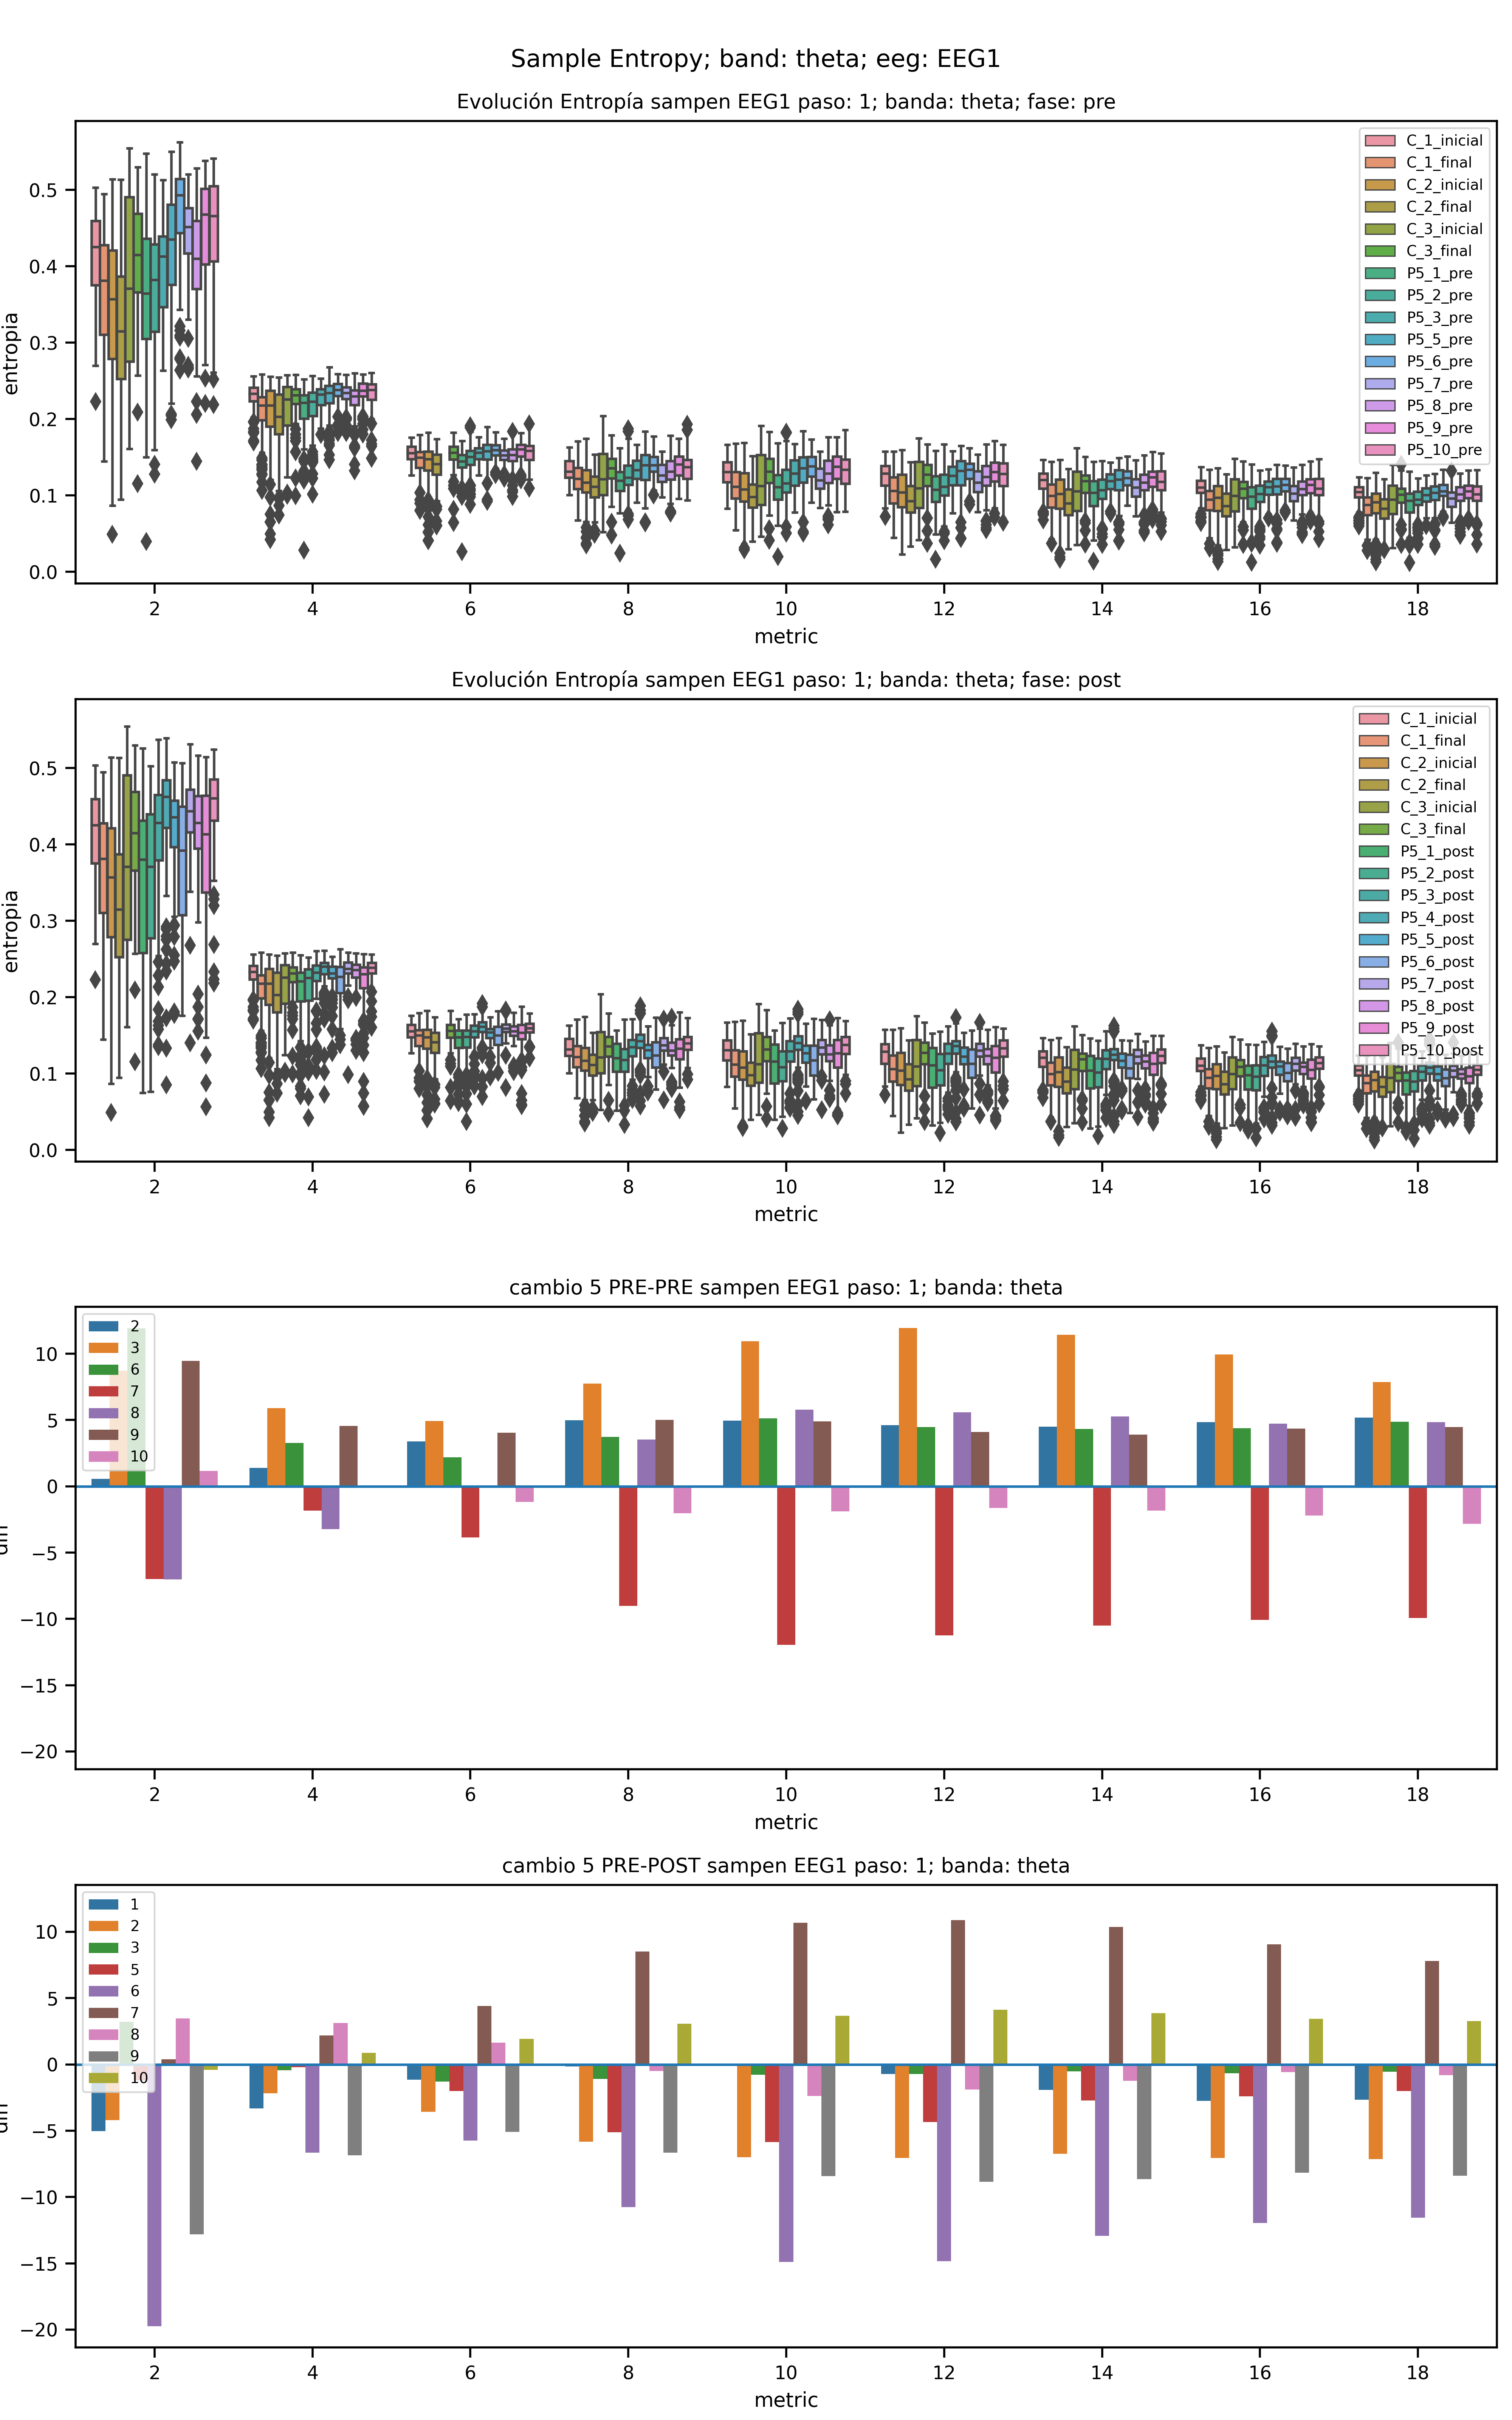 Sample Entropy; band: theta; eeg: EEG1
Evolución Entropía sampen EEG1 paso: 1; banda: theta; fase: pre
entropia
0.5
0.4
0.3
0.2
0.1
0.0
C_1_inicial
C_1_final
C_2_inicial
C_2_final
C_3_inicial
C_3_final
P5_1_pre
P5_2_pre
P5_3_pre
P5_5_pre
P5_6_pre
P5_7_pre
P5_8_pre
P5_9_pre
P5_10_pre
2 4 6 8 10 12 14 16 18
metric
Evolución Entropía sampen EEG1 paso: 1; banda: theta; fase: post
entropia
0.5
0.4
0.3
0.2
0.1
0.0
C_1_inicial
C_1_final
C_2_inicial
C_2_final
C_3_inicial
C_3_final
P5_1_post
P5_2_post
P5_3_post
P5_4_post
P5_5_post
P5_6_post
P5_7_post
P5_8_post
P5_9_post
P5_10_post
2 4 6 8 10 12 14 16 18
metric
cambio 5 PRE-PRE sampen EEG1 paso: 1; banda: theta
10
5
0
−5
−10
−15
−20
2
3
6
7
8
9
10
2 4 6 8 10 12 14 16 18
metric
cambio 5 PRE-POST sampen EEG1 paso: 1; banda: theta
10
5
0
−5
−10
−15
−20
1
2
3
5
6
7
8
9
10
2 4 6 8 10 12 14 16 18
metric